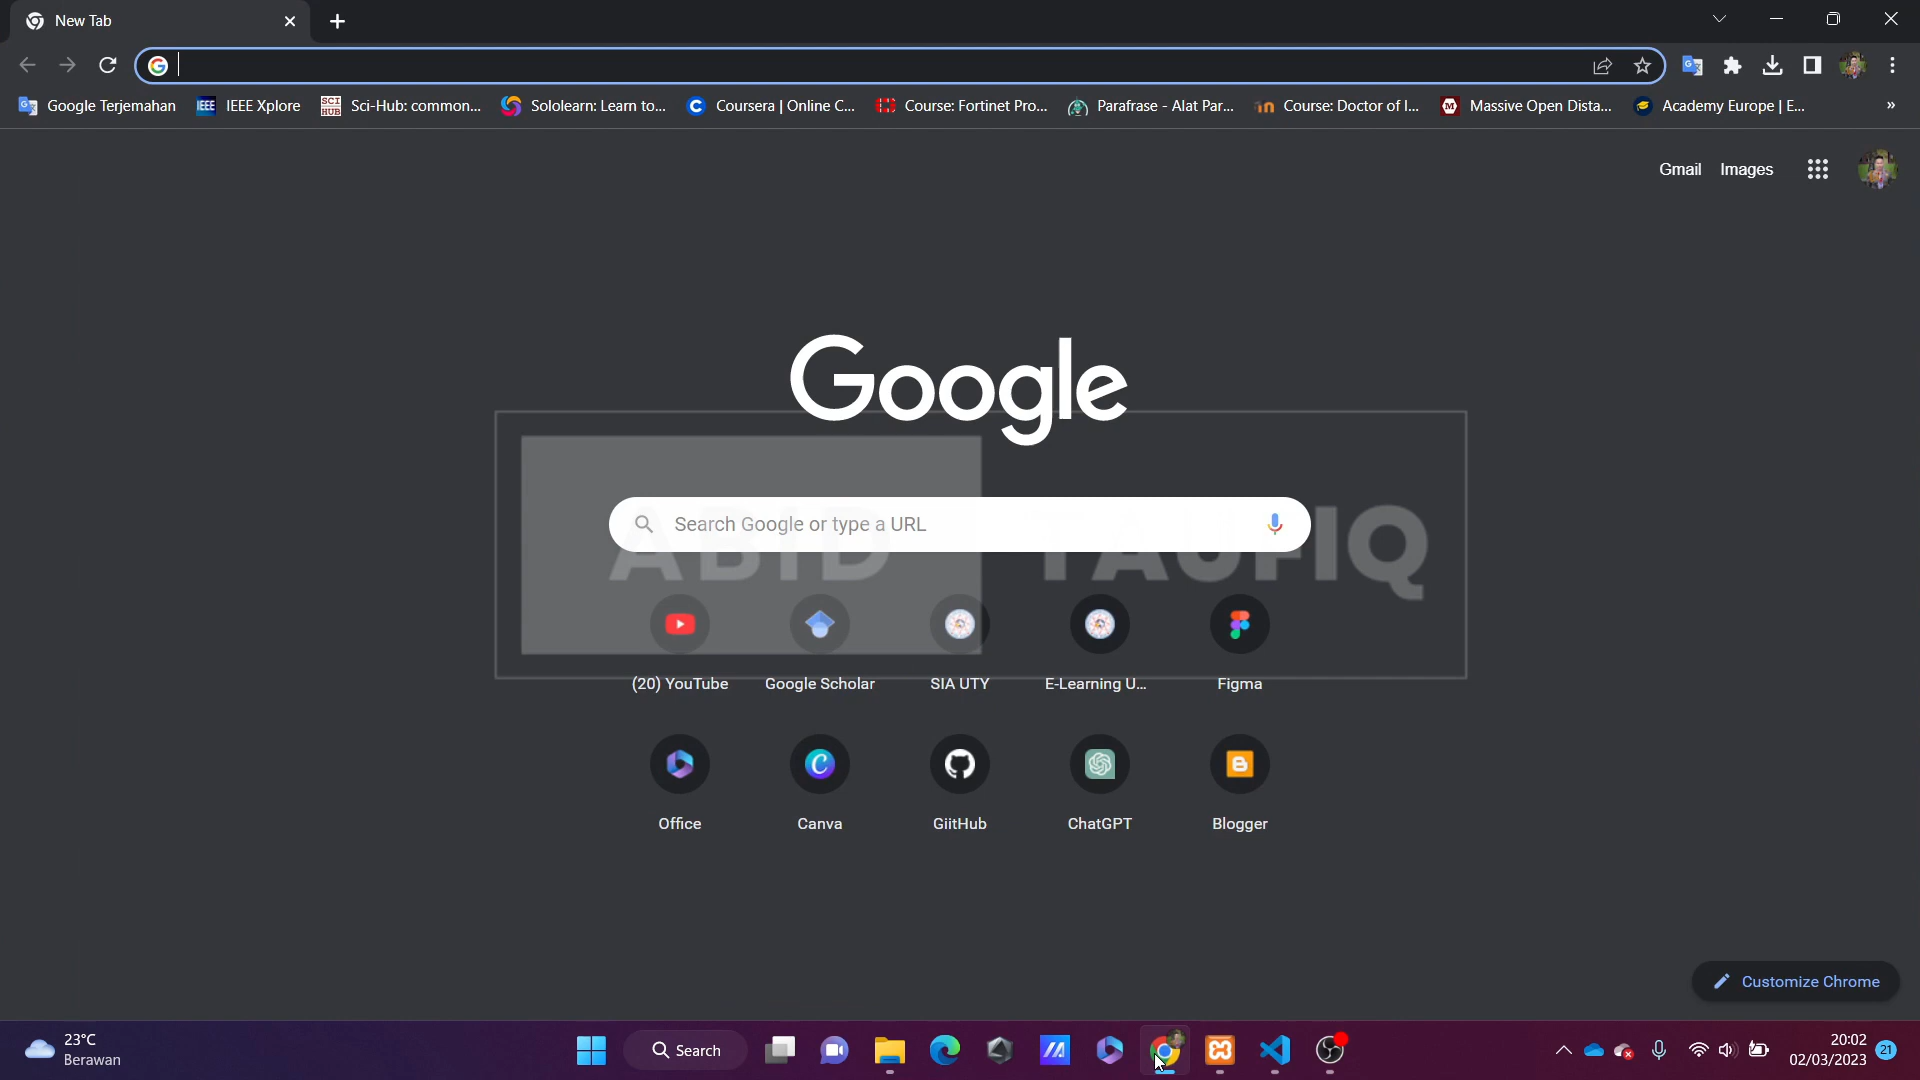 New Tab
Google Terjemahan
IEEE Xplore
Sci-Hub: common...
Sololearn: Learn to...
Coursera | Online C...
Course: Fortinet Pro...
Parafrase - Alat Par...
Course: Doctor of I...
Massive Open Dista...
Academy Europe | E...
»
Gmail
Images
Google
Search Google or type a URL
ABID TAUFIQ
(20) YouTube
Google Scholar
SIA UTY
E-Learning U...
Figma
Office
Canva
GiitHub
ChatGPT
Blogger
Customize Chrome
23°C
Berawan
Search
20:02
02/03/2023
21